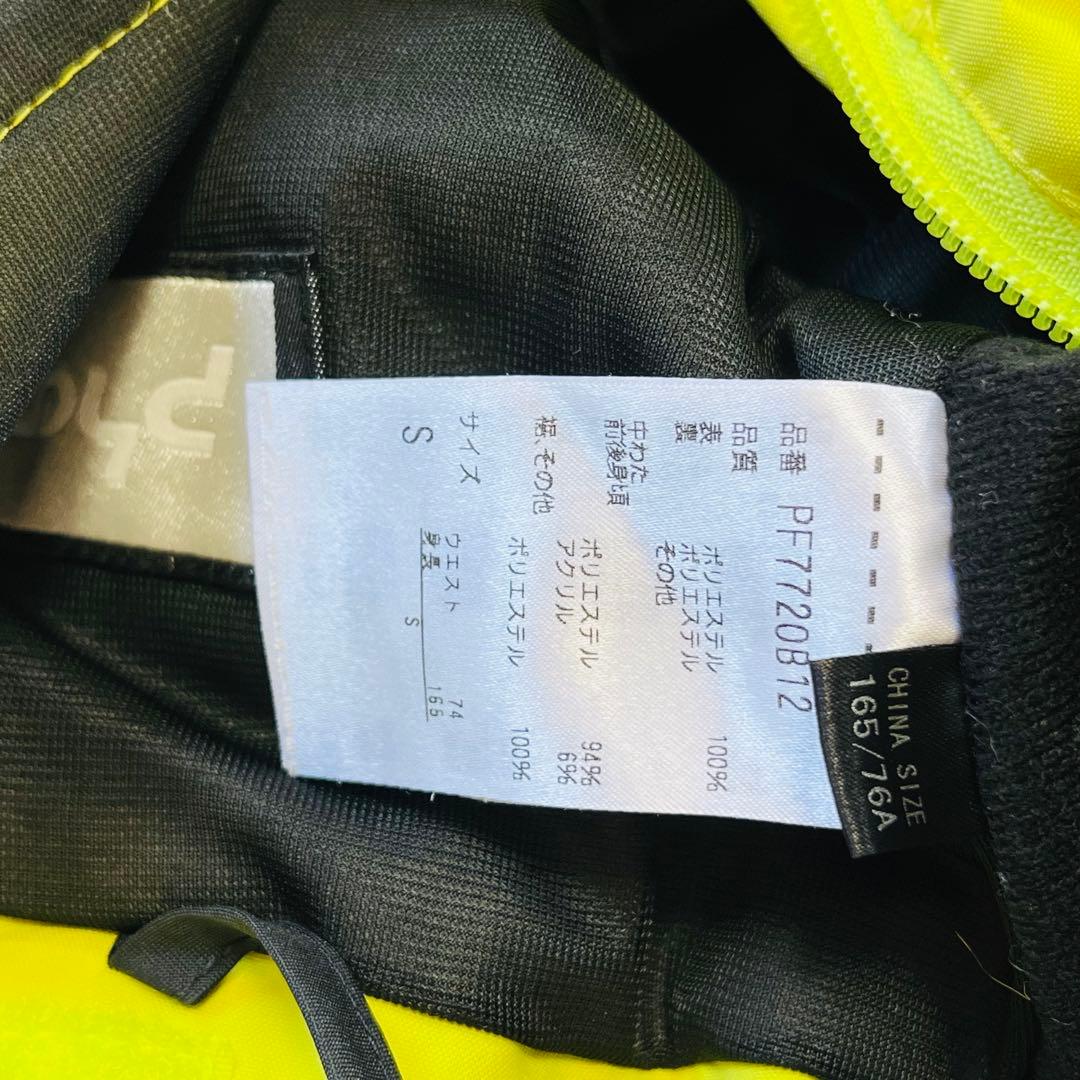 品番 PF7720B12
品質
表 ポリエステル 100%
裏 ポリエステル
その他
中わた
前後身頃 ポリエステル 94%
アクリル 6%
裾、その他 ポリエステル 100%
サイズ ウエスト 74
身長 165
S S
CHINA SIZE
165/76A